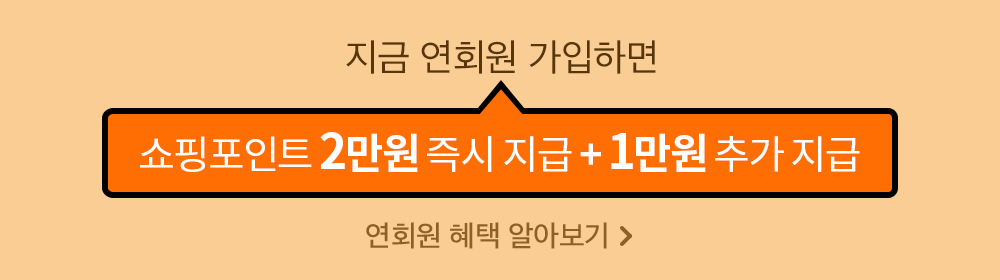 지금 연회원 가입하면
쇼핑포인트 2만원 즉시 지급 + 1만원 추가 지급
연회원 혜택 알아보기 >